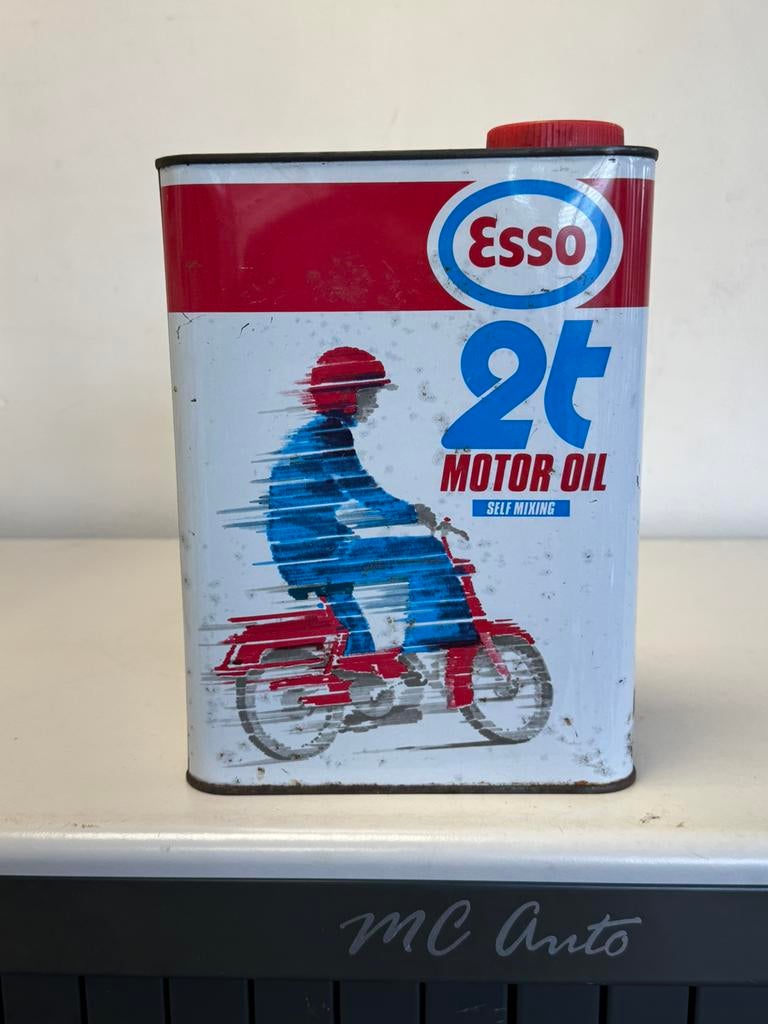 Esso
2t
MOTOR OIL
SELF MIXING
MC Auto